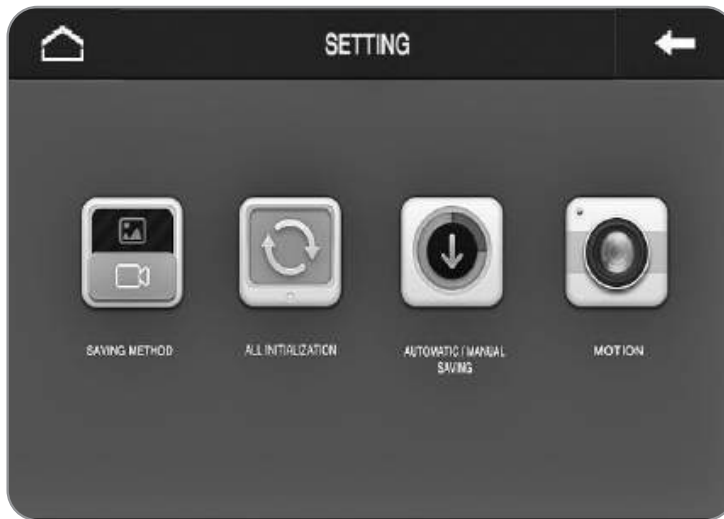 SETTING
SAVING METHOD
ALL INITIALIZATION
AUTOMATIC / MANUAL
SAVING
MOTION